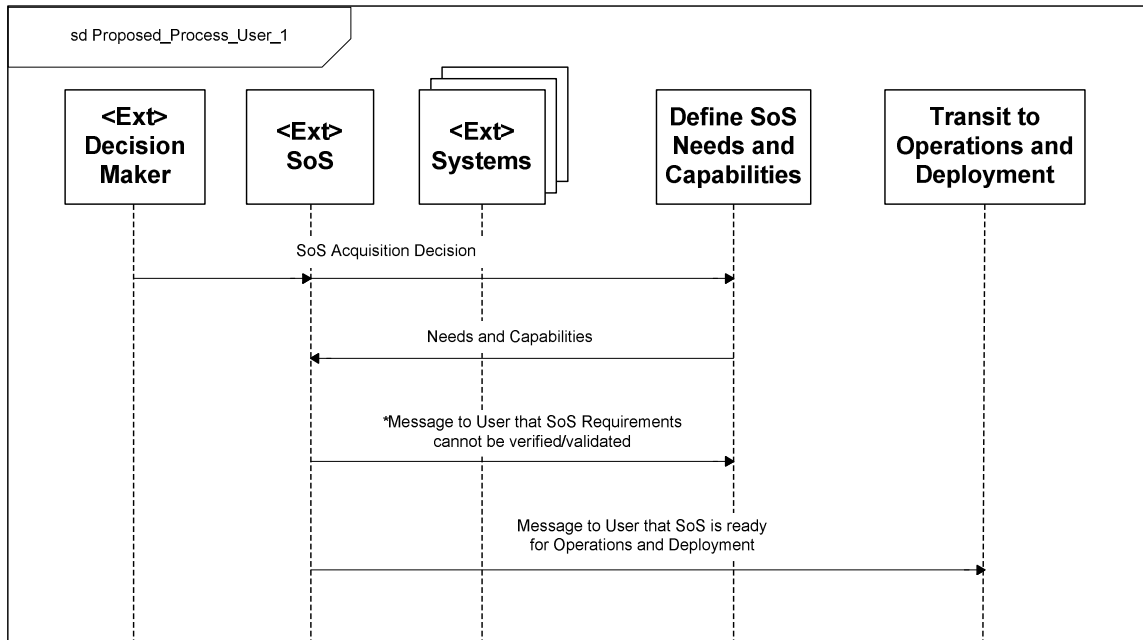 sd Proposed_Process_User_1
<Ext>
Decision
Maker
<Ext>
SoS
<Ext>
Systems
Define SoS
Needs and
Capabilities
Transit to
Operations and
Deployment
SoS Acquisition Decision
Needs and Capabilities
*Message to User that SoS Requirements
cannot be verified/validated
Message to User that SoS is ready
for Operations and Deployment